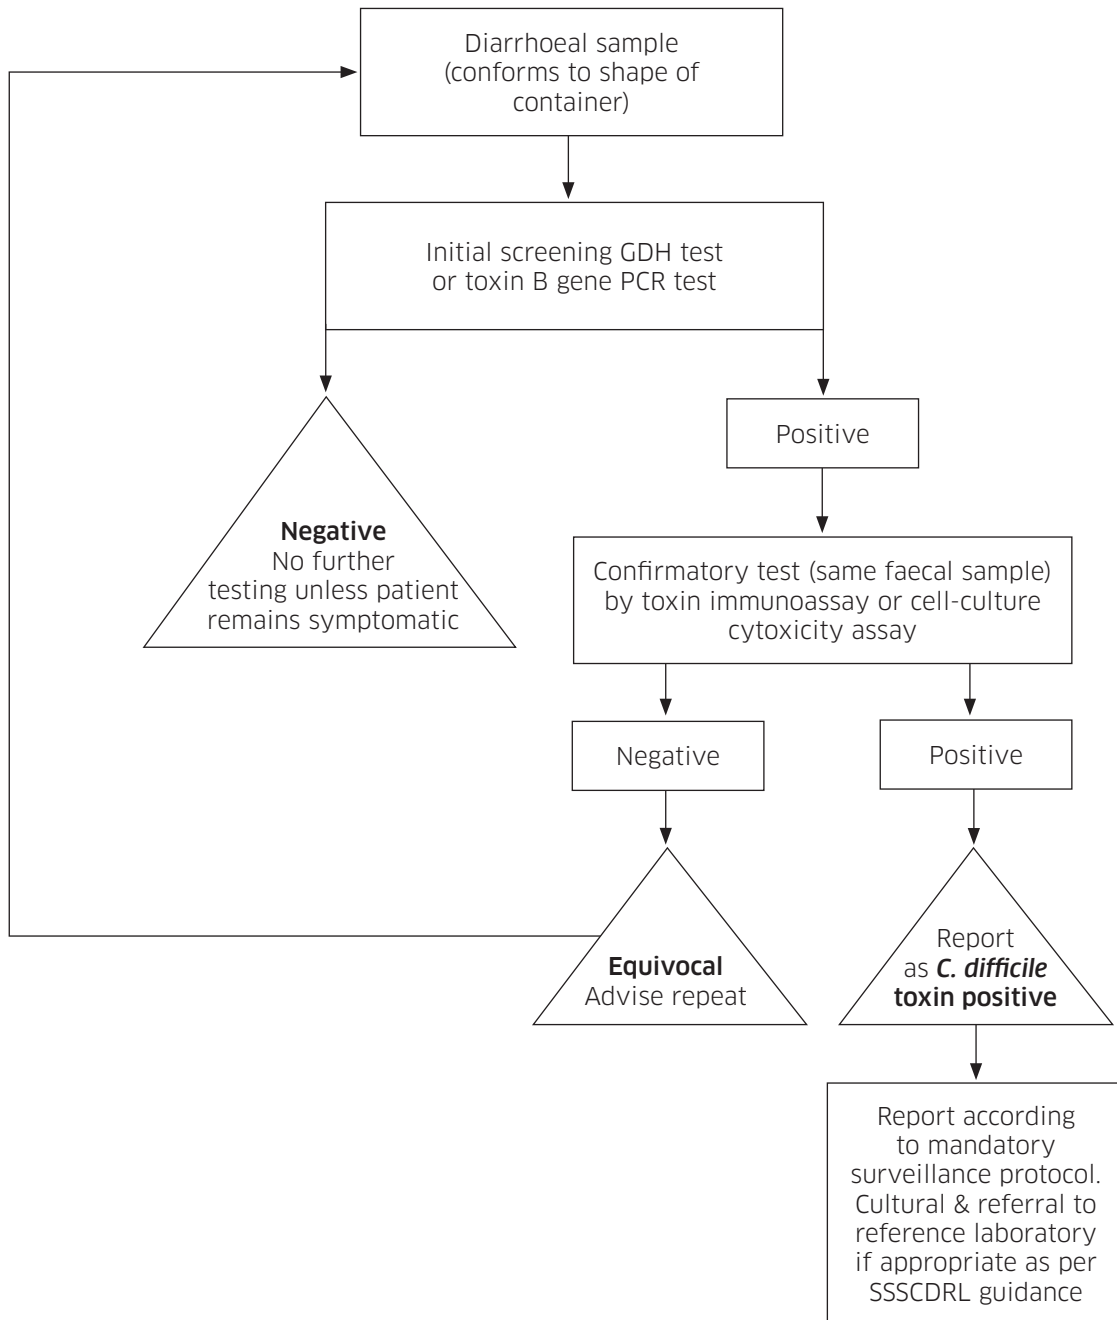 Diarrhoeal sample
(conforms to shape of
container)
Initial screening GDH test
or toxin B gene PCR test
Positive
Negative
No further
testing unless patient
remains symptomatic
Confirmatory test (same faecal sample)
by toxin immunoassay or cell-culture
cytoxicity assay
Negative
Positive
Equivocal
Advise repeat
Report
as C. difficile
toxin positive
Report according
to mandatory
surveillance protocol.
Cultural & referral to
reference laboratory
if appropriate as per
SSSCDRL guidance